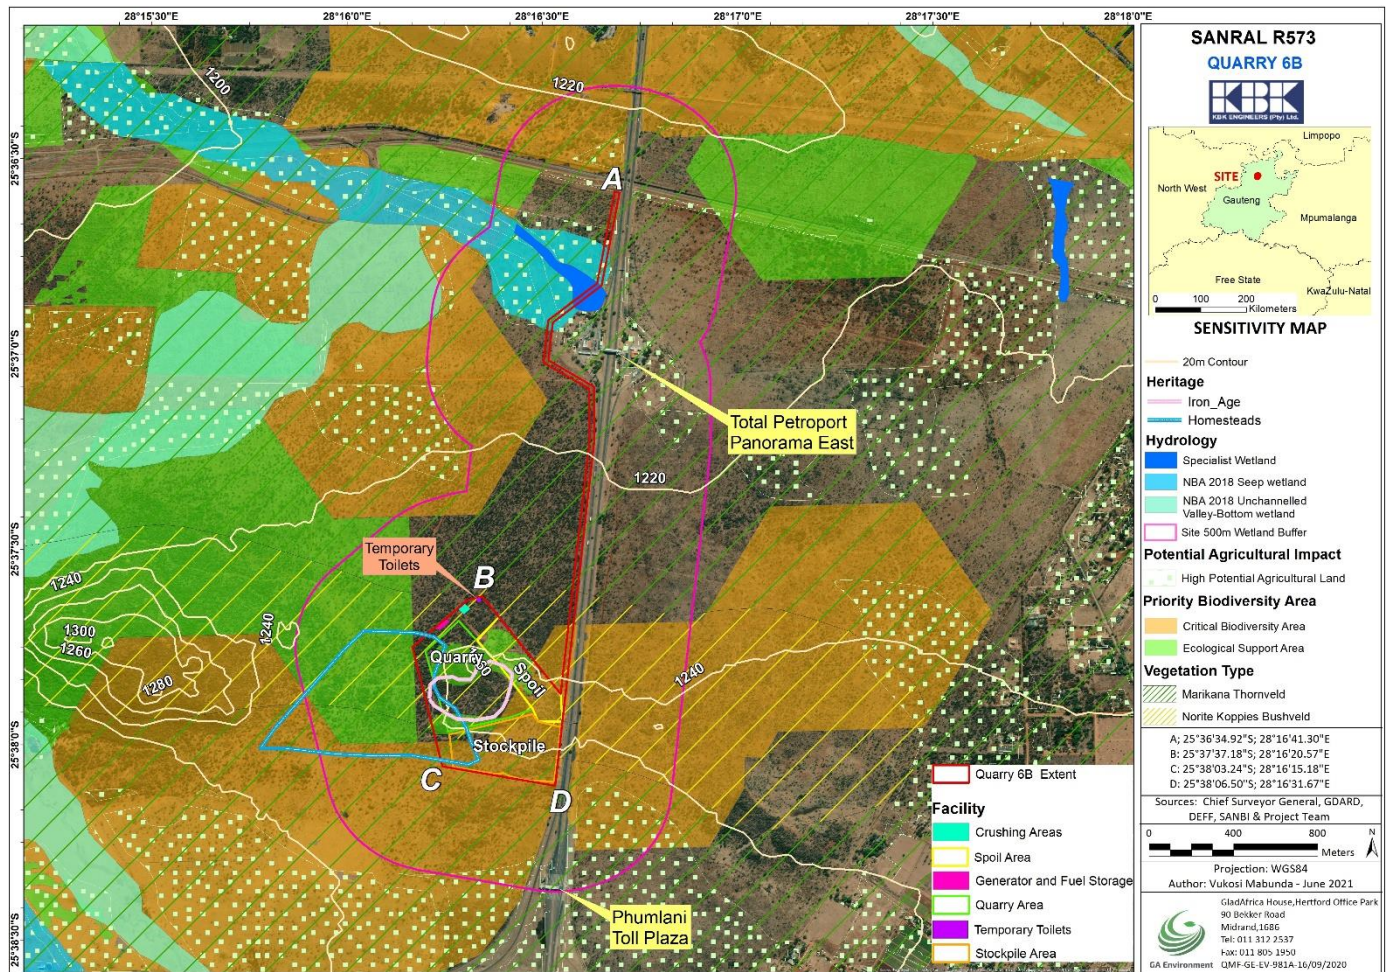 28°15'30"E 28°16'0"E 28°16'30"E 28°17'0"E 28°17'30"E 28°18'0"E
25°36'30"S
25°37'0"S
25°37'30"S
25°38'0"S
25°38'30"S
1200
1220
A
Total Petroport
Panorama East
1220
Temporary
Toilets
B
1240
1300
1260
1280
1240
Quarry
1260
Spoil
1240
Stockpile
C
D
Phumlani
Toll Plaza
Quarry 6B Extent
Facility
Crushing Areas
Spoil Area
Generator and Fuel Storage
Quarry Area
Temporary Toilets
Stockpile Area
SANRAL R573
QUARRY 6B
KBK
KBK ENGINEERS (Pty) Ltd.
Limpopo
SITE
North West
Gauteng
Mpumalanga
Free State
KwaZulu-Natal
0 100 200
Kilometers
SENSITIVITY MAP
20m Contour
Heritage
Iron_Age
Homesteads
Hydrology
Specialist Wetland
NBA 2018 Seep wetland
NBA 2018 Unchannelled
Valley-Bottom wetland
Site 500m Wetland Buffer
Potential Agricultural Impact
High Potential Agricultural Land
Priority Biodiversity Area
Critical Biodiversity Area
Ecological Support Area
Vegetation Type
Marikana Thornveld
Norite Koppies Bushveld
A; 25°36'34.92"S; 28°16'41.30"E
B: 25°37'37.18"S; 28°16'20.57"E
C: 25°38'03.24"S; 28°16'15.18"E
D: 25°38'06.50"S; 28°16'31.67"E
Sources: Chief Surveyor General, GDARD,
DEFF, SANBI & Project Team
0 400 800
Meters
N
Projection: WGS84
Author: Vukosi Mabunda - June 2021
GladAfrica House,Hertford Office Park
90 Bekker Road
Midrand,1686
Tel: 011 312 2537
Fax: 011 805 1950
GA Environment QMF-GE-EV-981A-16/09/2020